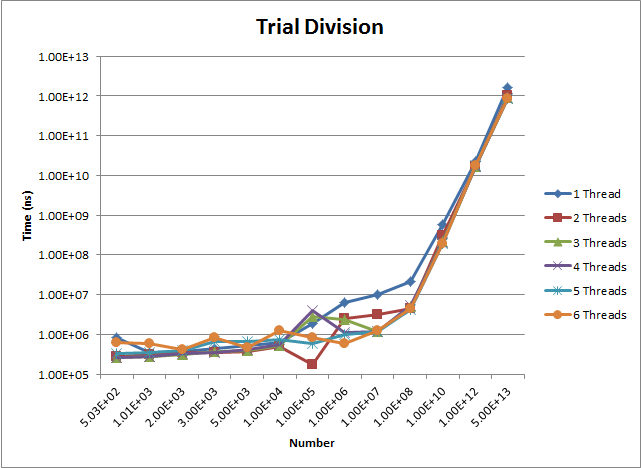 Trial Division
1.00E+13
1.00E+12
1.00E+11
1.00E+10
1.00E+09
1.00E+08
1.00E+07
1.00E+06
1.00E+05
Time (ns)
5.03E+02
1.01E+03
2.00E+03
3.00E+03
5.00E+03
1.00E+04
1.00E+05
1.00E+06
1.00E+07
1.00E+08
1.00E+10
1.00E+12
5.00E+13
Number
1 Thread
2 Threads
3 Threads
4 Threads
5 Threads
6 Threads